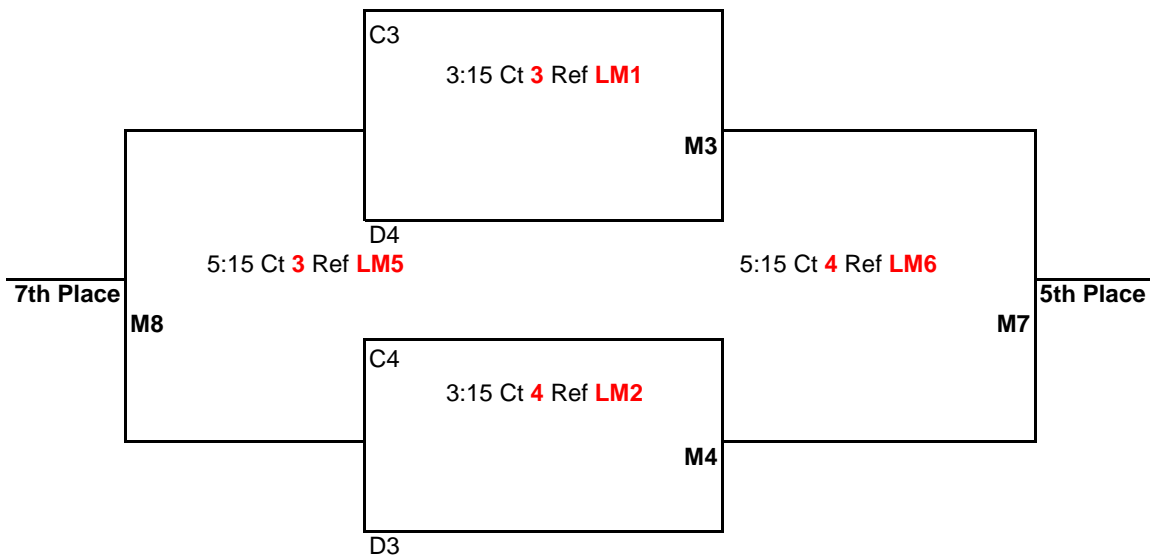 C3
3:15 Ct 3 Ref LM1
M3
D4
5:15 Ct 3 Ref LM5
5:15 Ct 4 Ref LM6
7th Place
5th Place
M8
M7
C4
3:15 Ct 4 Ref LM2
M4
D3